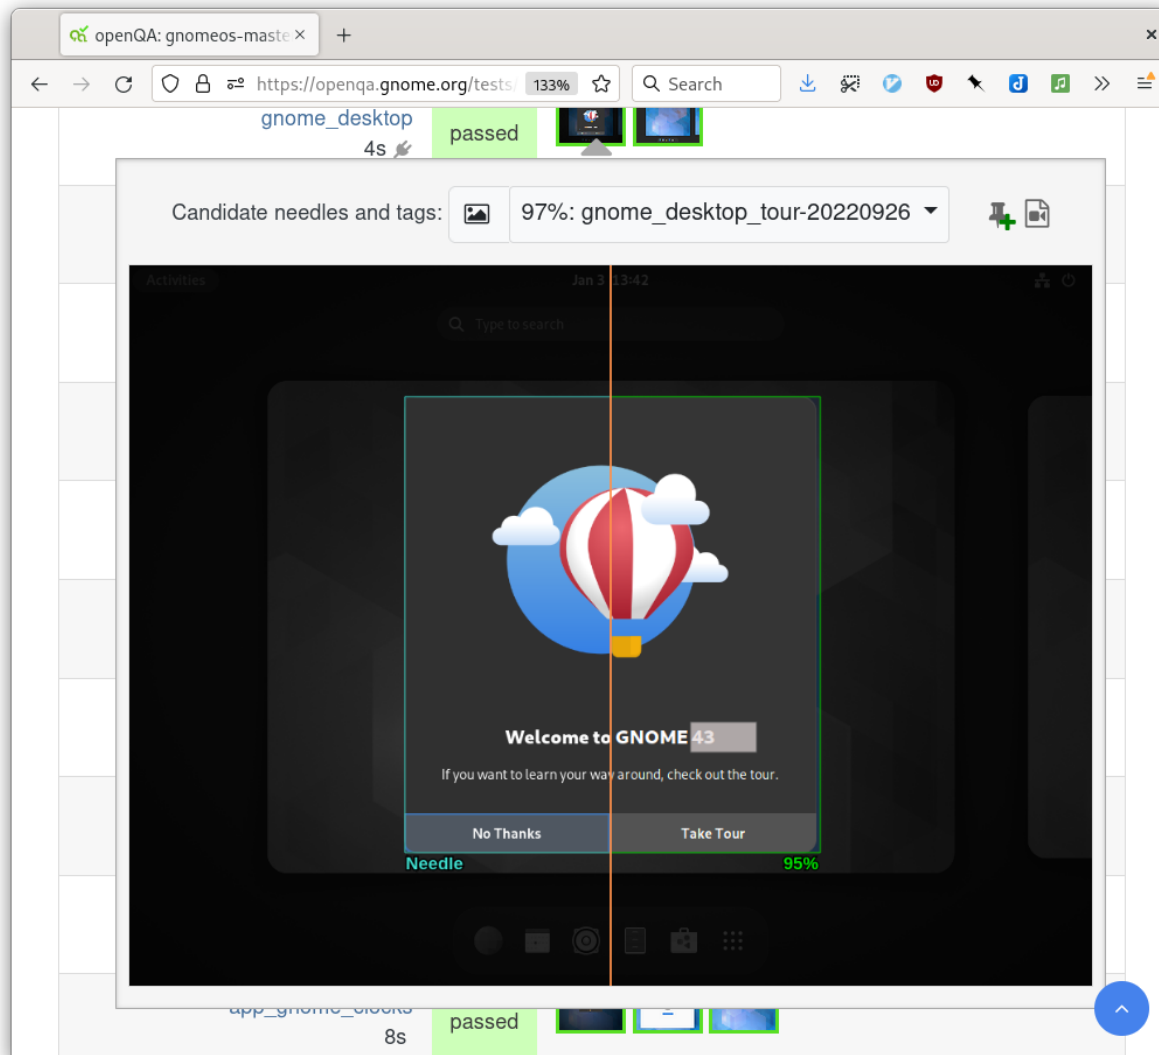 openQA: gnomeos-maste
https://openqa.gnome.org/tests/
133%
Search
gnome_desktop
4s
passed
Candidate needles and tags:
97%: gnome_desktop_tour-20220926
Activities
Jan 3 13:42
Type to search
Welcome to GNOME 43
If you want to learn your way around, check out the tour.
No Thanks
Take Tour
Needle
95%
app_gnome_clocks
8s
passed